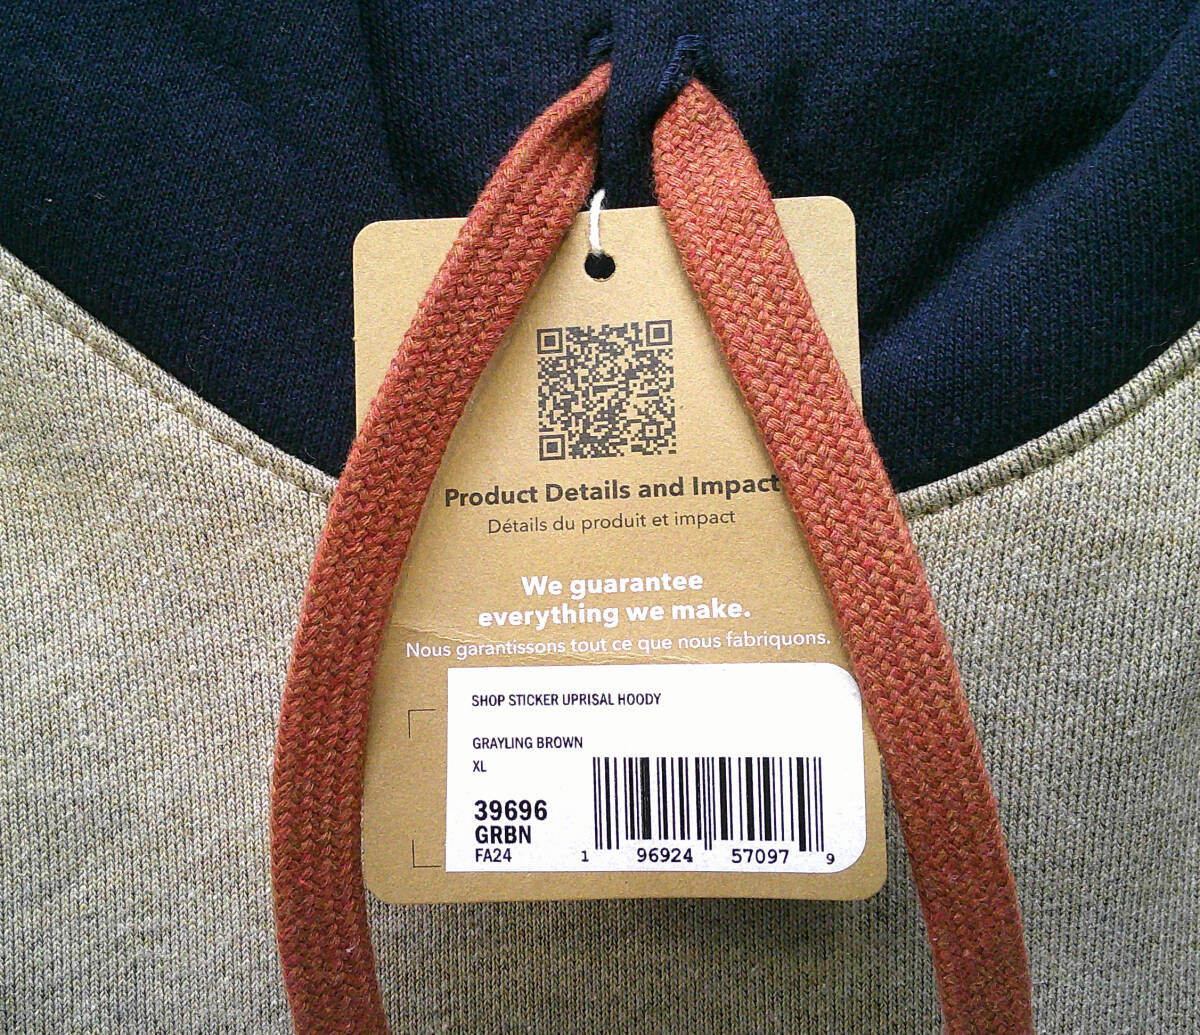 Product Details and Impact
Détails du produit et impact
We guarantee
everything we make.
Nous garantissons tout ce que nous fabriquons.
SHOP STICKER UPRISAL HOODY
GRAYLING BROWN
XL
39696
GRBN
FA24
1 96924 57097 9